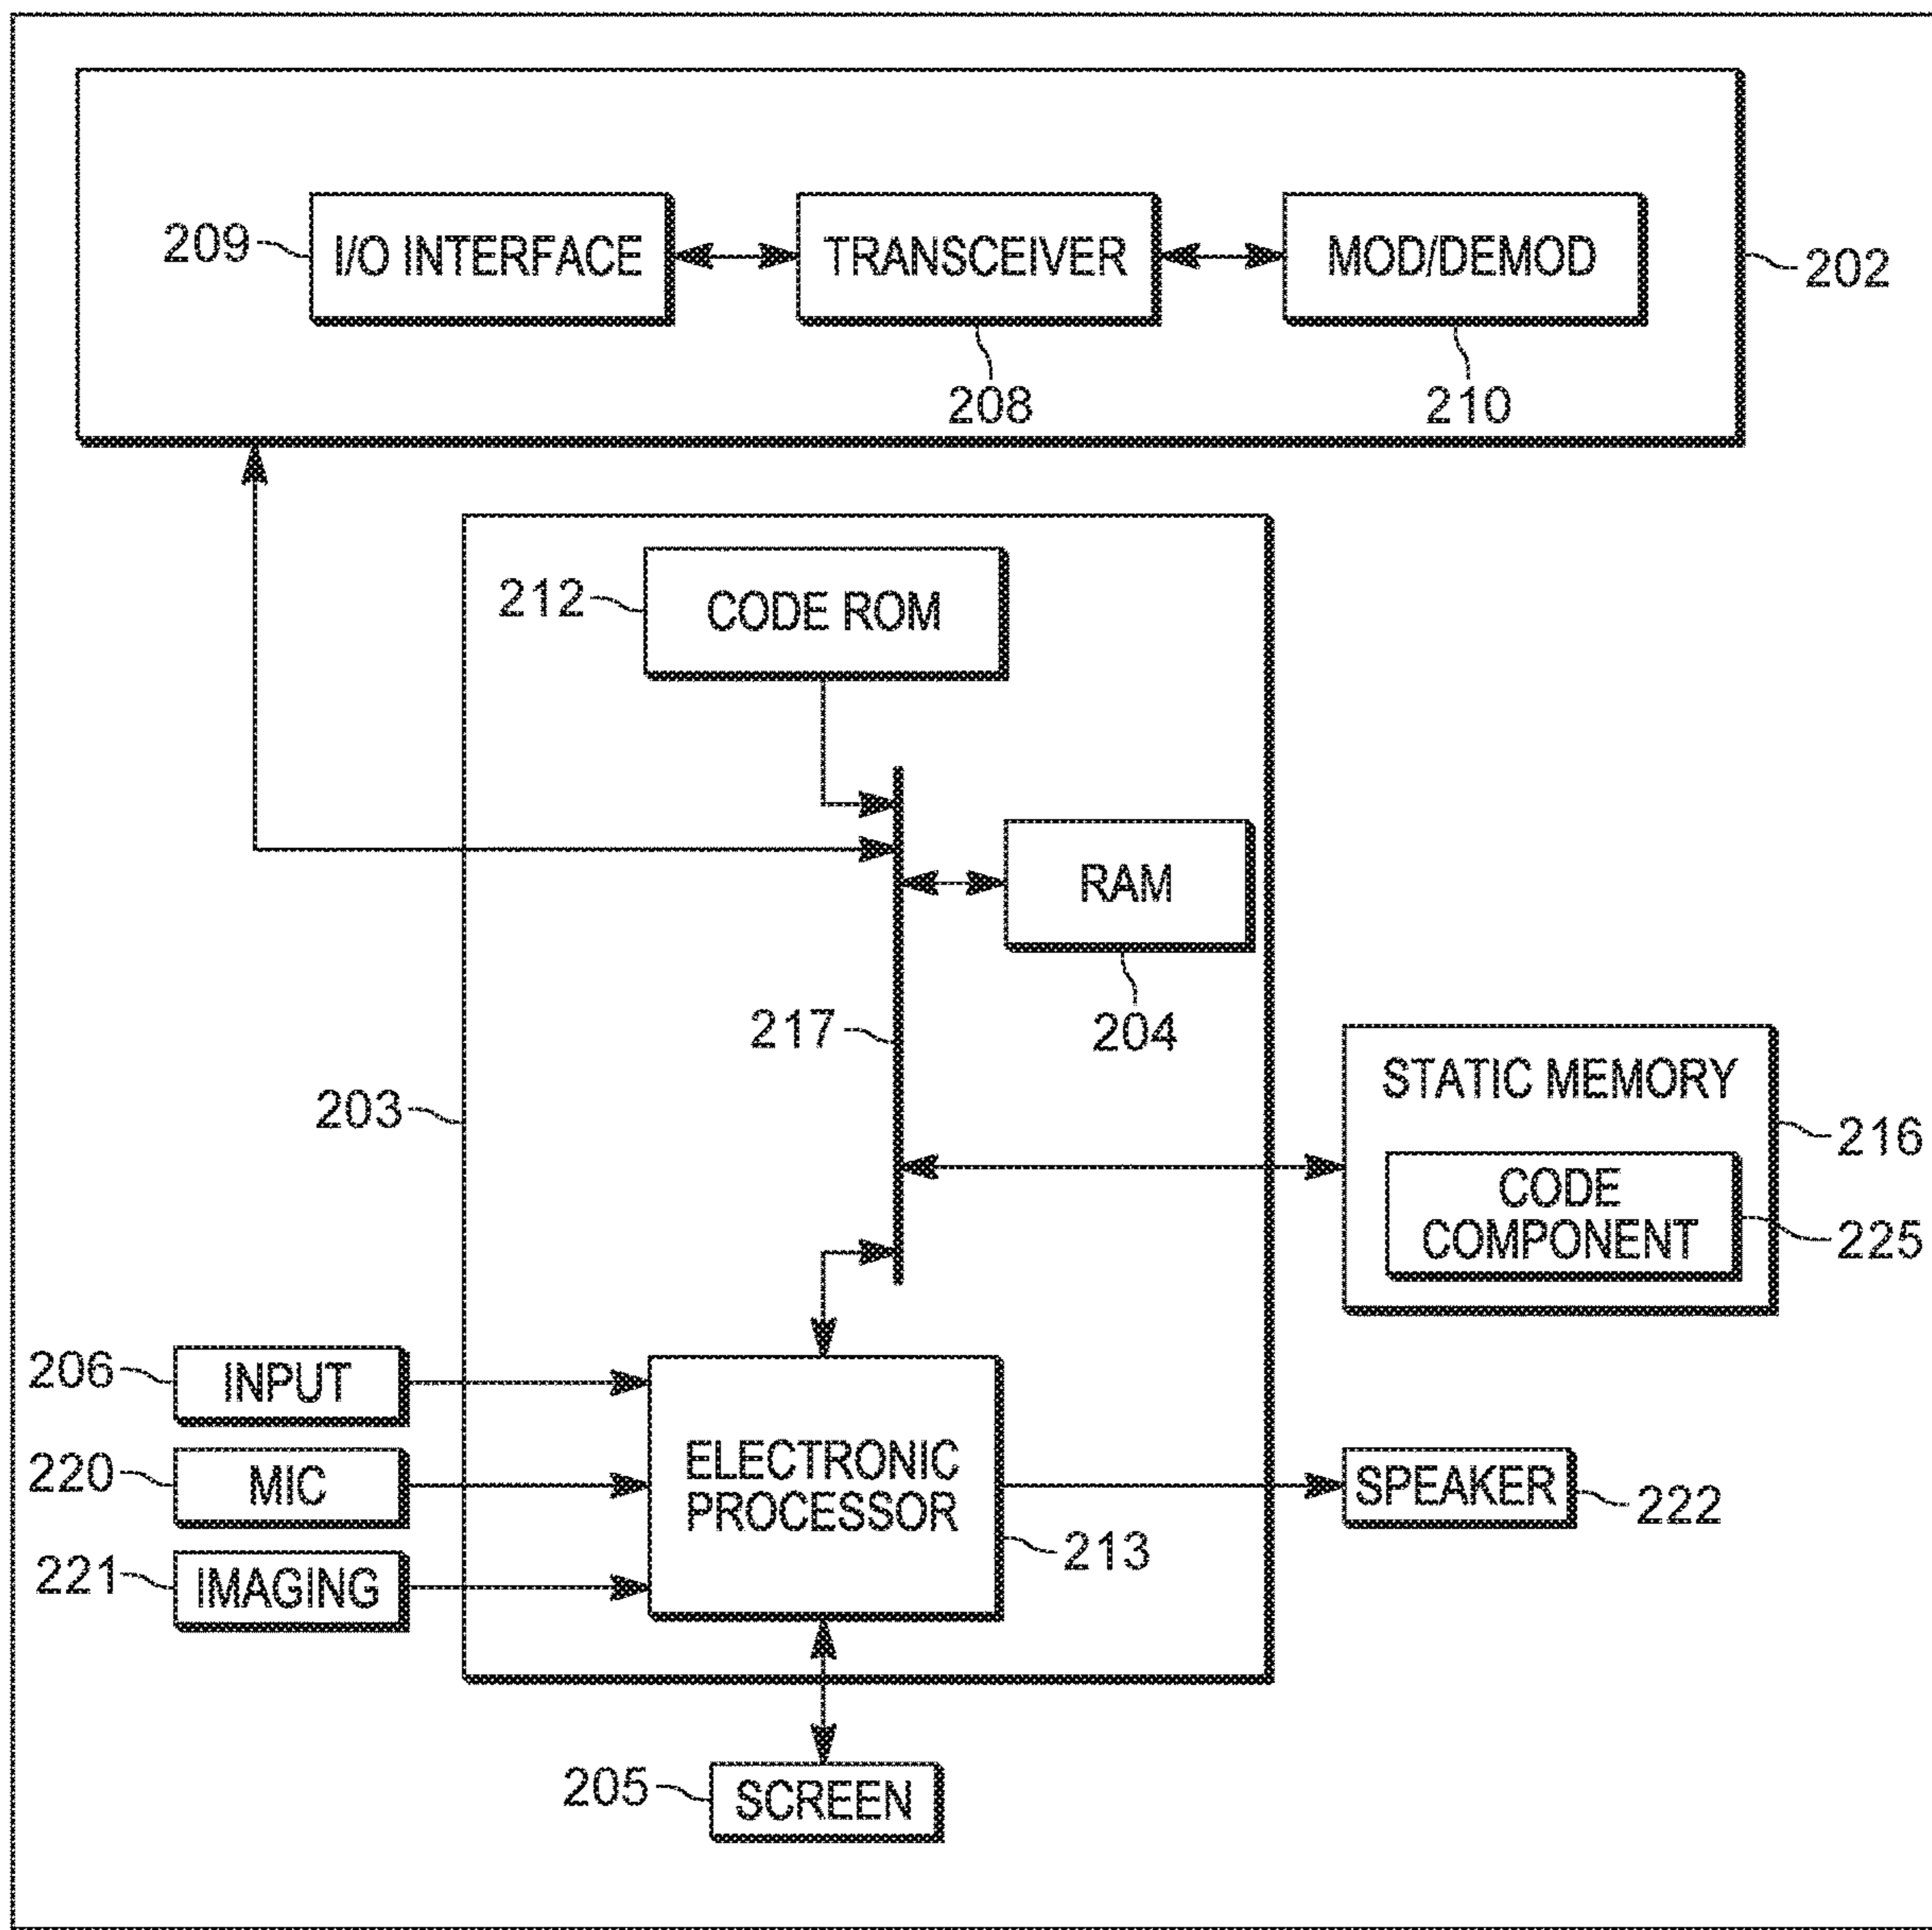 209
I/O INTERFACE
TRANSCEIVER
MOD/DEMOD
202
208
210
212
CODE ROM
RAM
217
204
203
STATIC MEMORY
216
CODE
COMPONENT
225
206
INPUT
220
MIC
ELECTRONIC
PROCESSOR
SPEAKER
222
213
221
IMAGING
205
SCREEN